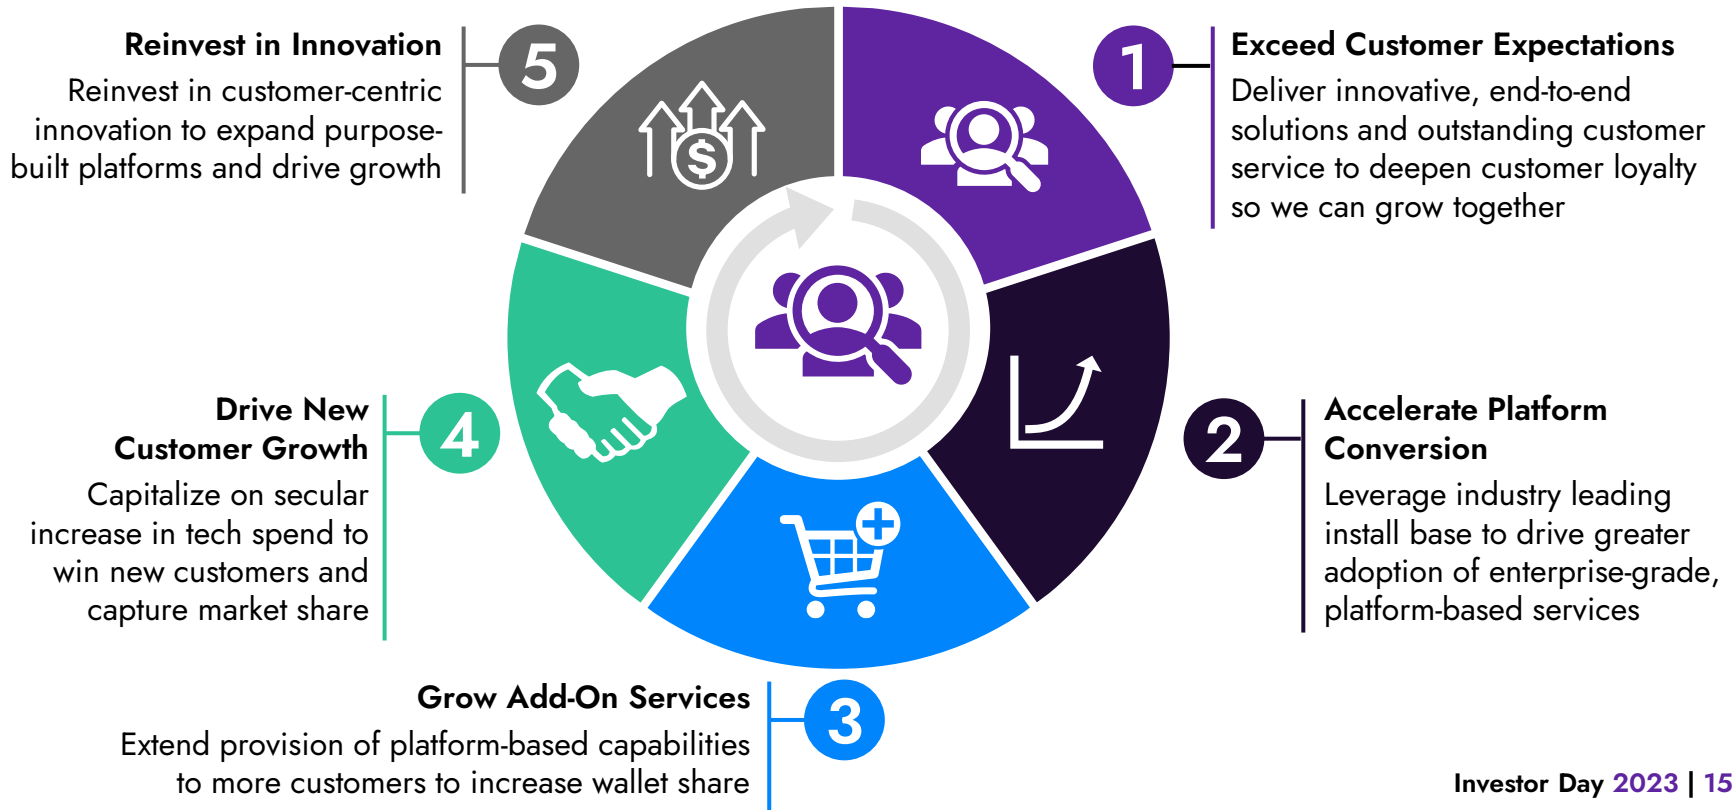 1
Exceed Customer Expectations
Deliver innovative, end-to-end
solutions and outstanding customer
service to deepen customer loyalty
so we can grow together
2
Accelerate Platform
Conversion
Leverage industry leading
install base to drive greater
adoption of enterprise-grade,
platform-based services
3
Grow Add-On Services
Extend provision of platform-based capabilities
to more customers to increase wallet share
4
Drive New
Customer Growth
Capitalize on secular
increase in tech spend to
win new customers and
capture market share
5
Reinvest in Innovation
Reinvest in customer-centric
innovation to expand purpose-
built platforms and drive growth
$
Investor Day 2023 | 15